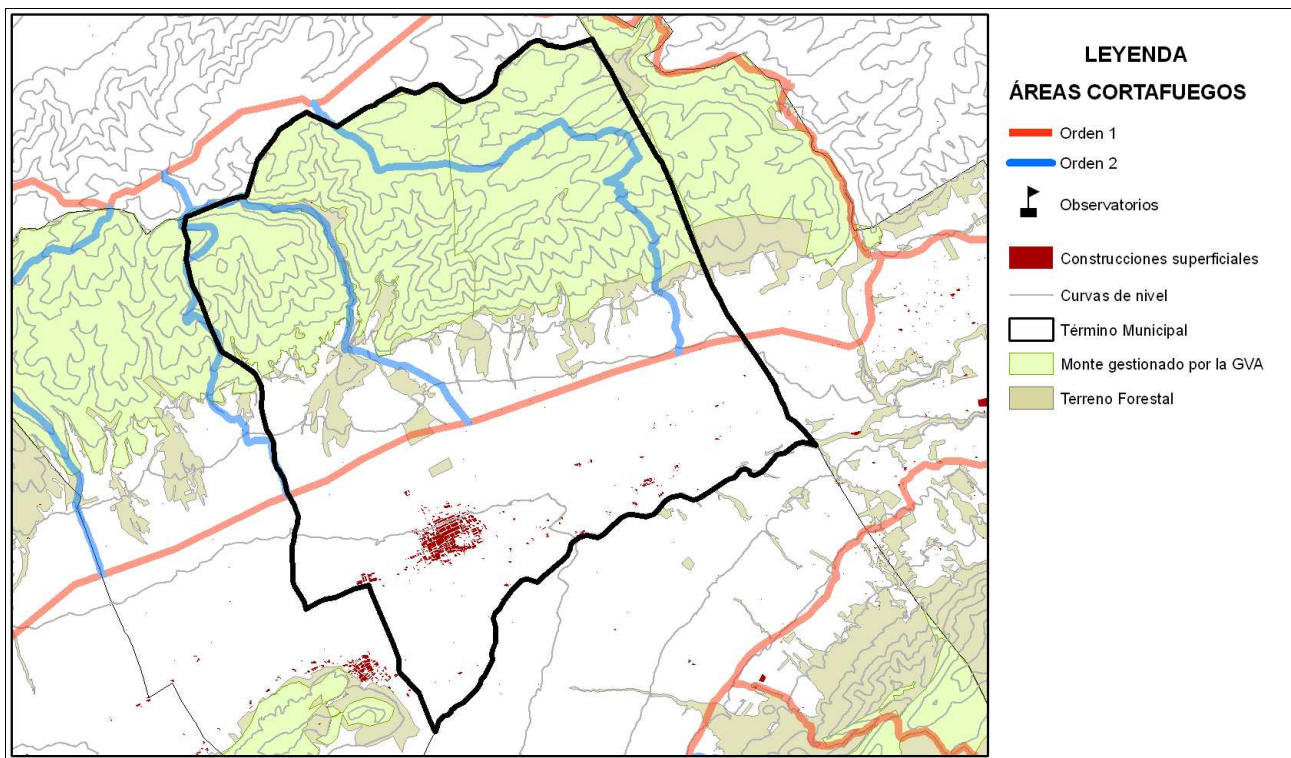 LEYENDA
ÁREAS CORTAFUEGOS
Orden 1
Orden 2
Observatorios
Construcciones superficiales
Curvas de nivel
Término Municipal
Monte gestionado por la GVA
Terreno Forestal